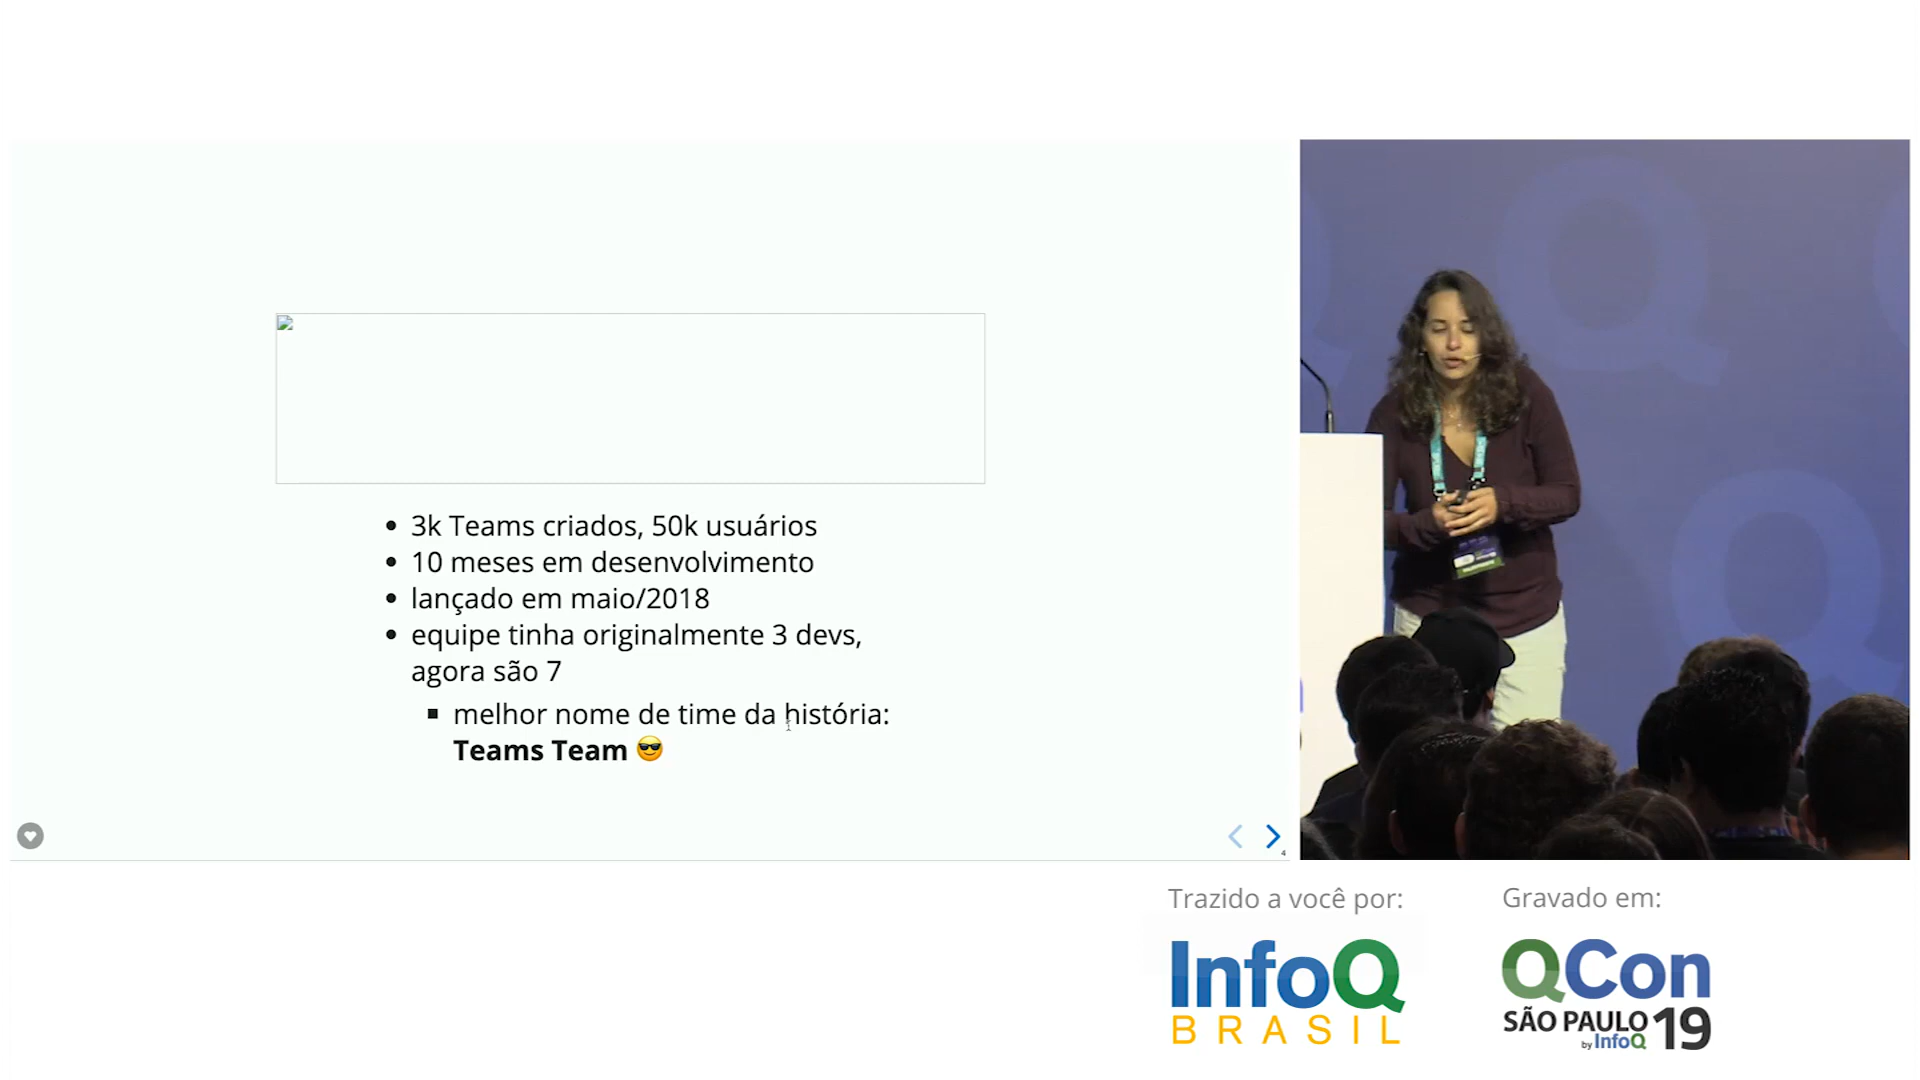 3k Teams criados, 50k usuários
10 meses em desenvolvimento
lançado em maio/2018
equipe tinha originalmente 3 devs,
agora são 7
melhor nome de time da história:
Teams Team 😎
4
Trazido a você por:
InfoQ
BRASIL
Gravado em:
QCon
SÃO PAULO 19
by InfoQ